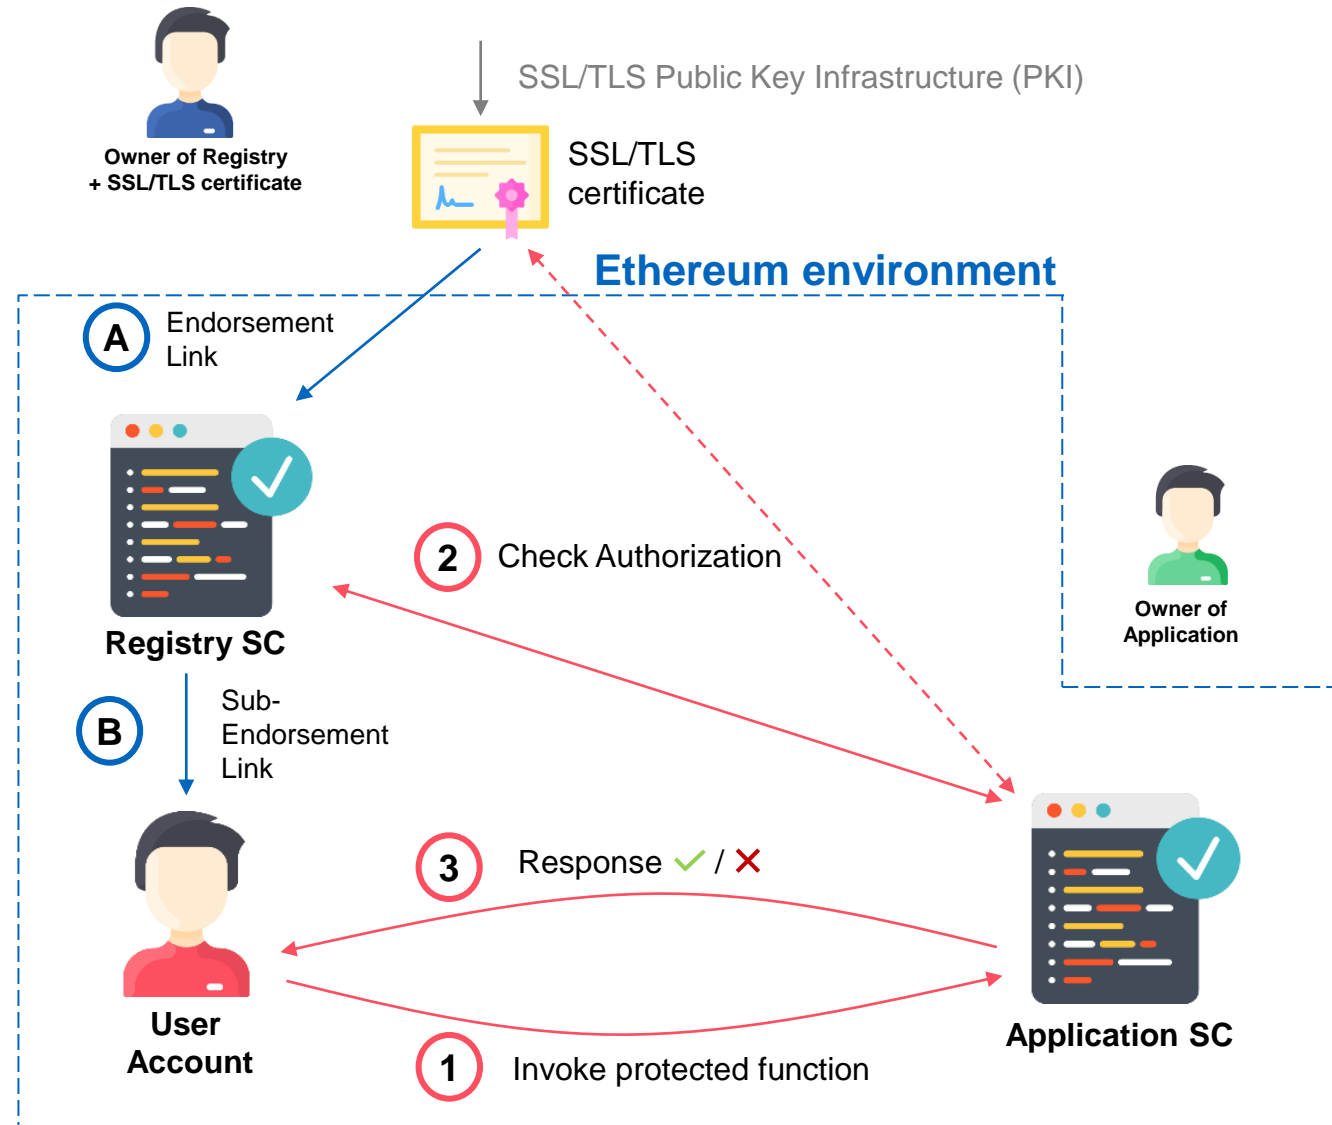 SSL/TLS Public Key Infrastructure (PKI)
Owner of Registry
+ SSL/TLS certificate
SSL/TLS
certificate
Ethereum environment
A
Endorsement
Link
2
Check Authorization
Owner of
Application
Registry SC
B
Sub-
Endorsement
Link
3
Response ✓ / ✕
User
Account
Application SC
1
Invoke protected function